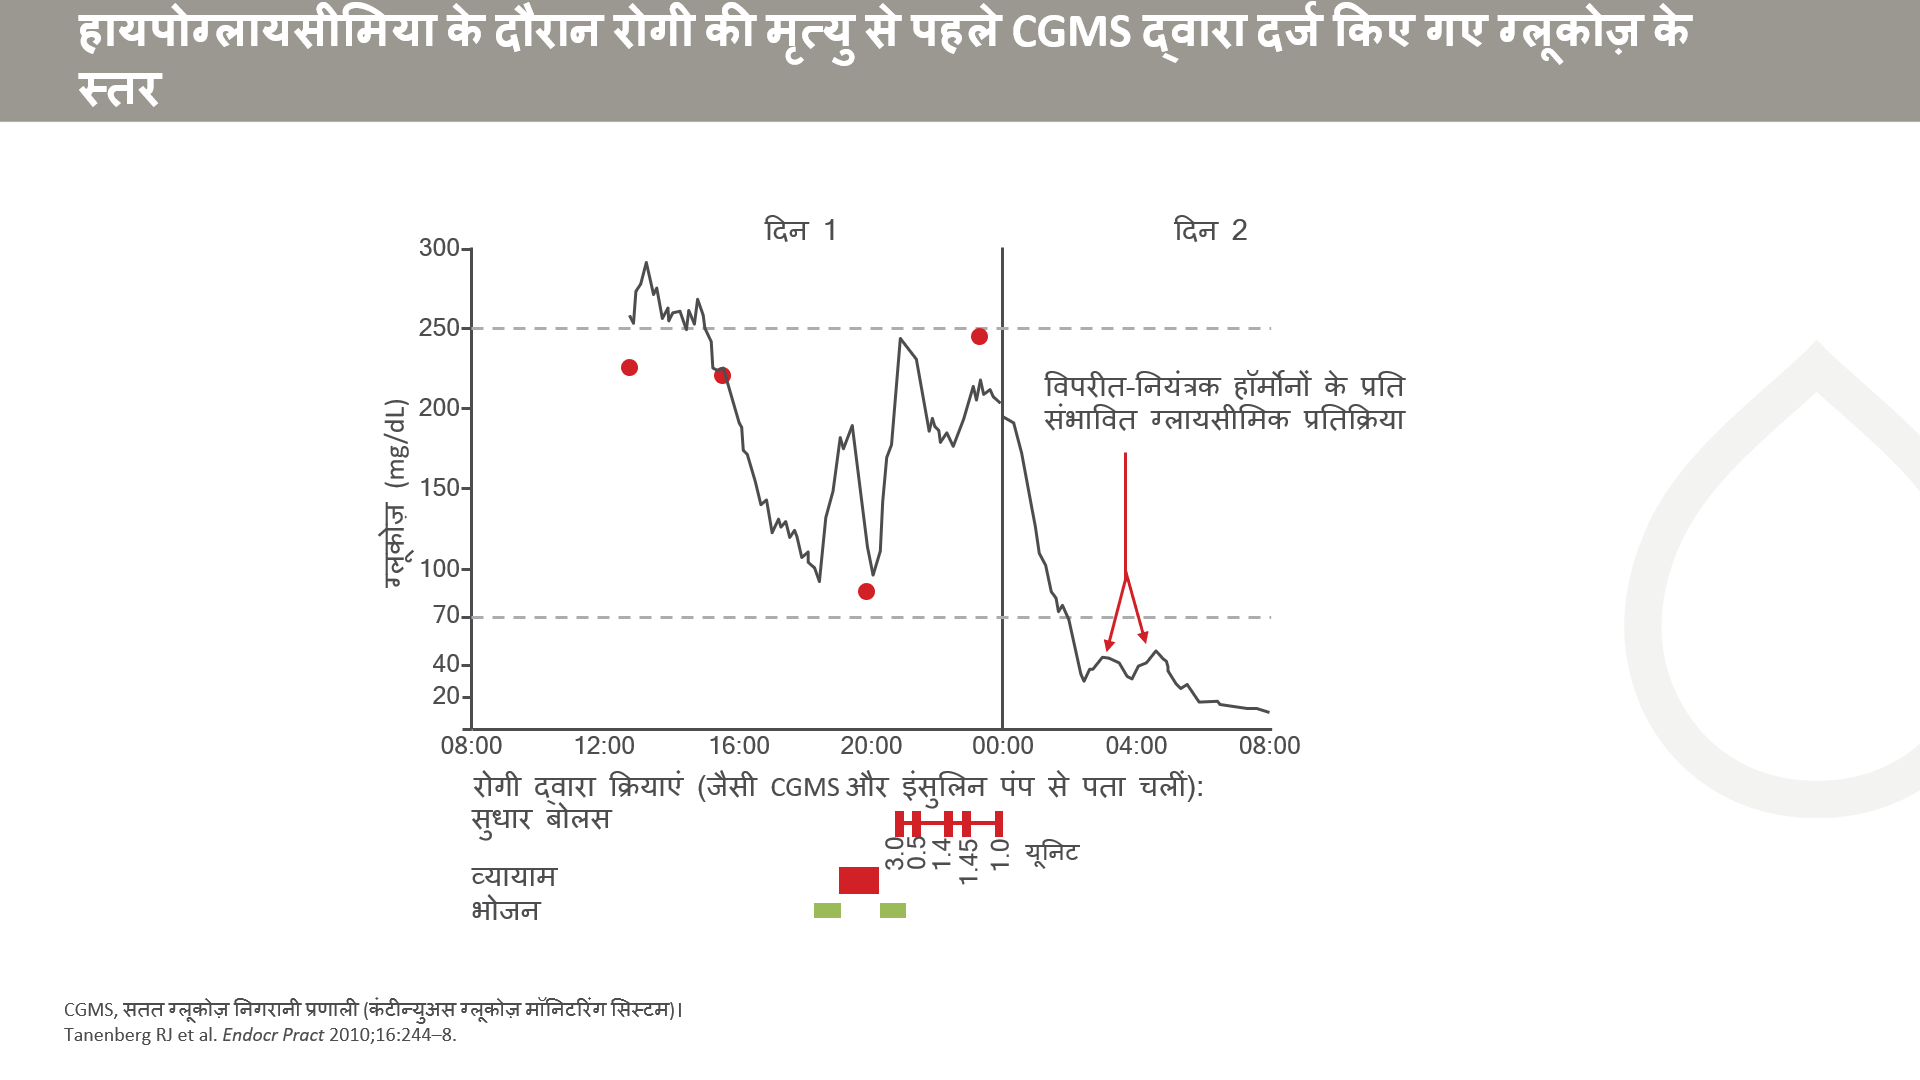 हायपोग्लायसीमिया के दौरान रोगी की मृत्यु से पहले CGMS द्वारा दर्ज किए गए ग्लूकोज़ के
स्तर
दिन 1
दिन 2
300
250
200
150
100
70
40
20
ग्लूकोज़ (mg/dL)
विपरीत-नियंत्रक हॉर्मोनों के प्रति
संभावित ग्लायसीमिक प्रतिक्रिया
08:00 12:00 16:00 20:00 00:00 04:00 08:00
रोगी द्वारा क्रियाएं (जैसी CGMS और इंसुलिन पंप से पता चलीं):
सुधार बोलस
3.0 0.5 1.4 1.45 1.0 यूनिट
व्यायाम
भोजन
CGMS, सतत ग्लूकोज़ निगरानी प्रणाली (कंटीन्युअस ग्लूकोज़ मॉनिटरिंग सिस्टम)।
Tanenberg RJ et al. Endocr Pract 2010;16:244–8.